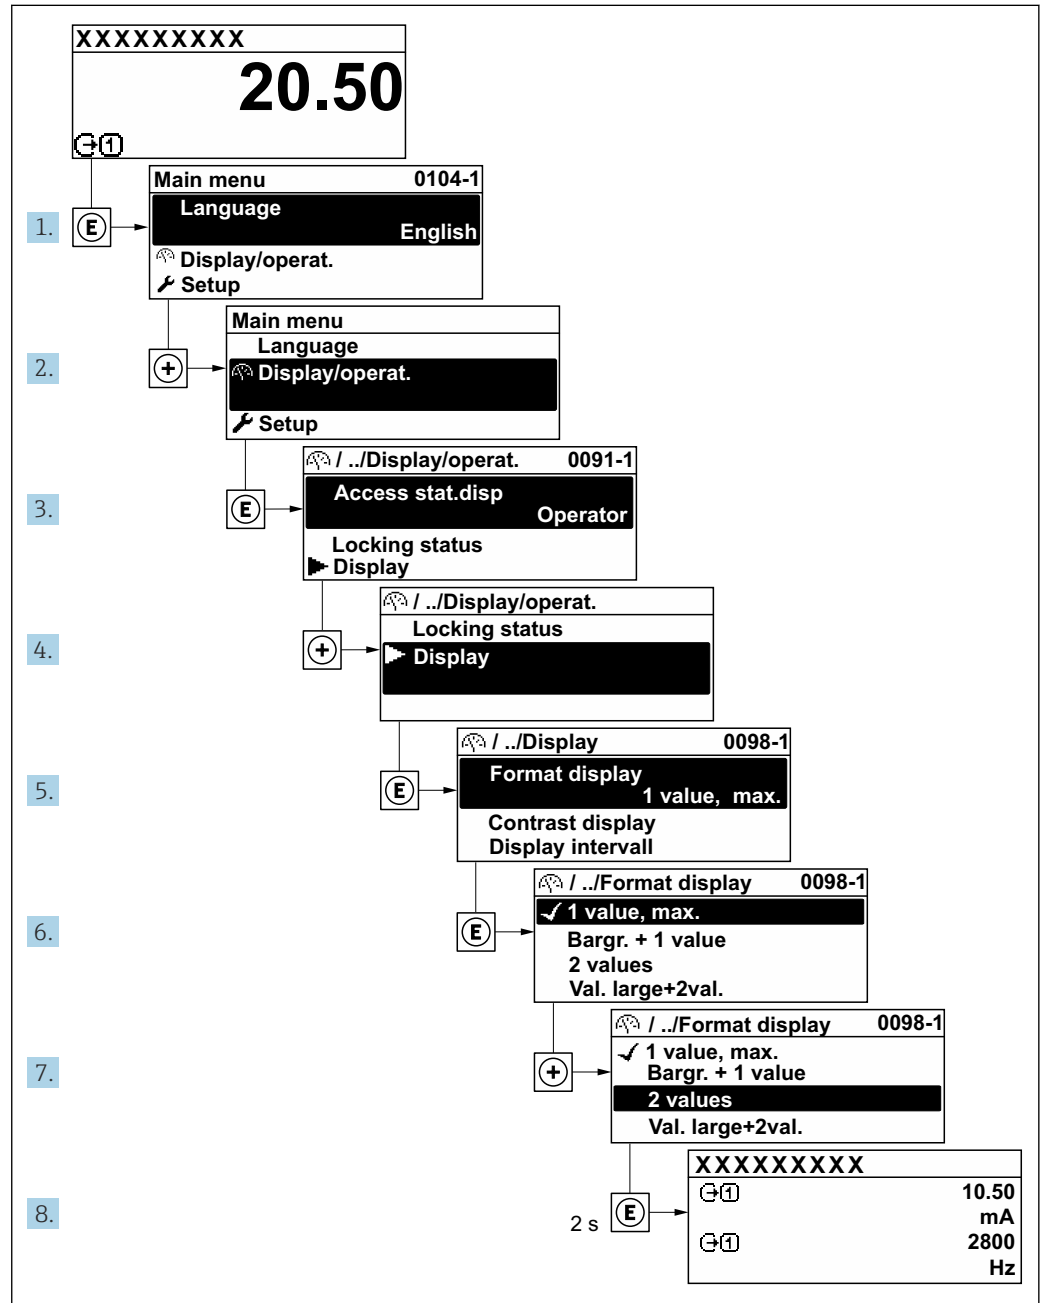 XXXXXXXXX
20.50
1
Main menu 0104-1
1. E Language
English
Display/operat.
Setup
Main menu
Language
2. + Display/operat.
Setup
/ ../Display/operat. 0091-1
Access stat.disp
3. E Operator
Locking status
Display
/ ../Display/operat.
Locking status
4. + Display
/ ../Display 0098-1
Format display
5. E 1 value, max.
Contrast display
Display intervall
/ ../Format display 0098-1
✓ 1 value, max.
6. E Bargr. + 1 value
2 values
Val. large+2val.
/ ../Format display 0098-1
✓ 1 value, max.
7. + Bargr. + 1 value
2 values
Val. large+2val.
XXXXXXXXX
1 10.50
8. 2 s E mA
1 2800
Hz